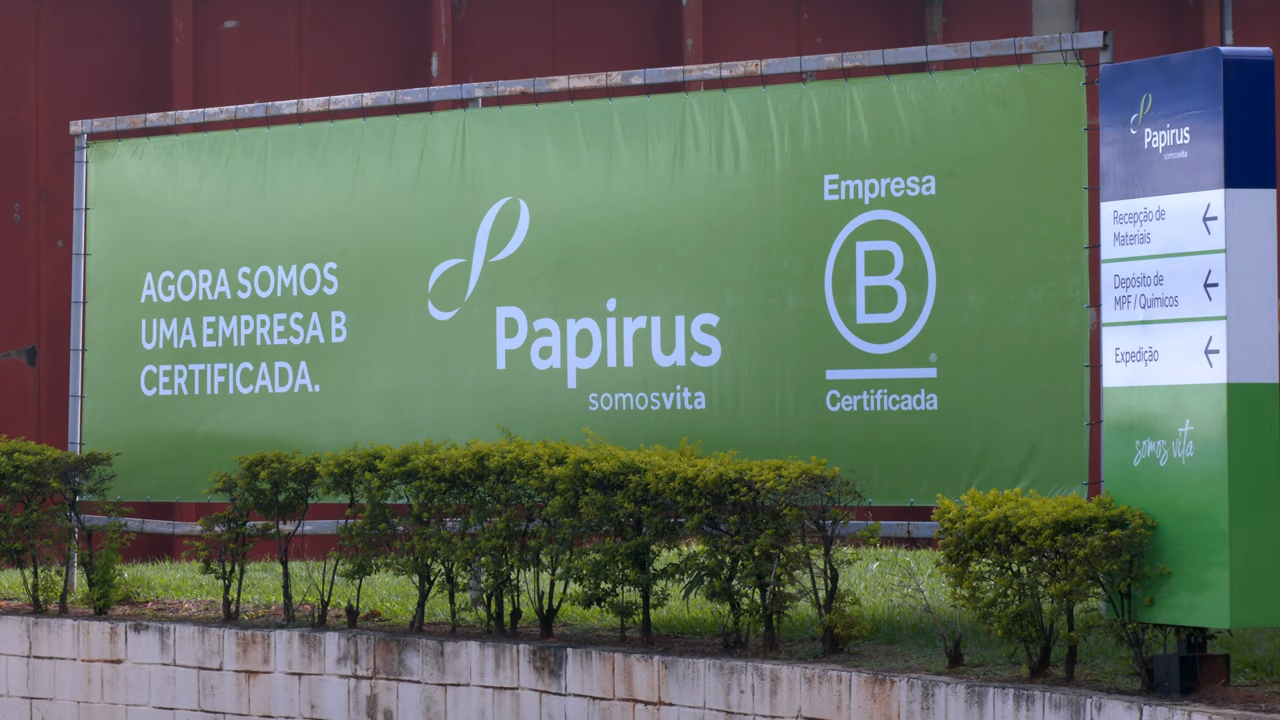 AGORA SOMOS
UMA EMPRESA B
CERTIFICADA.
Papirus
somosvita
Empresa
B
®
Certificada
Papirus
somosvita
Recepção de
Materiais
Depósito de
MPF / Químicos
Expedição
somos vita